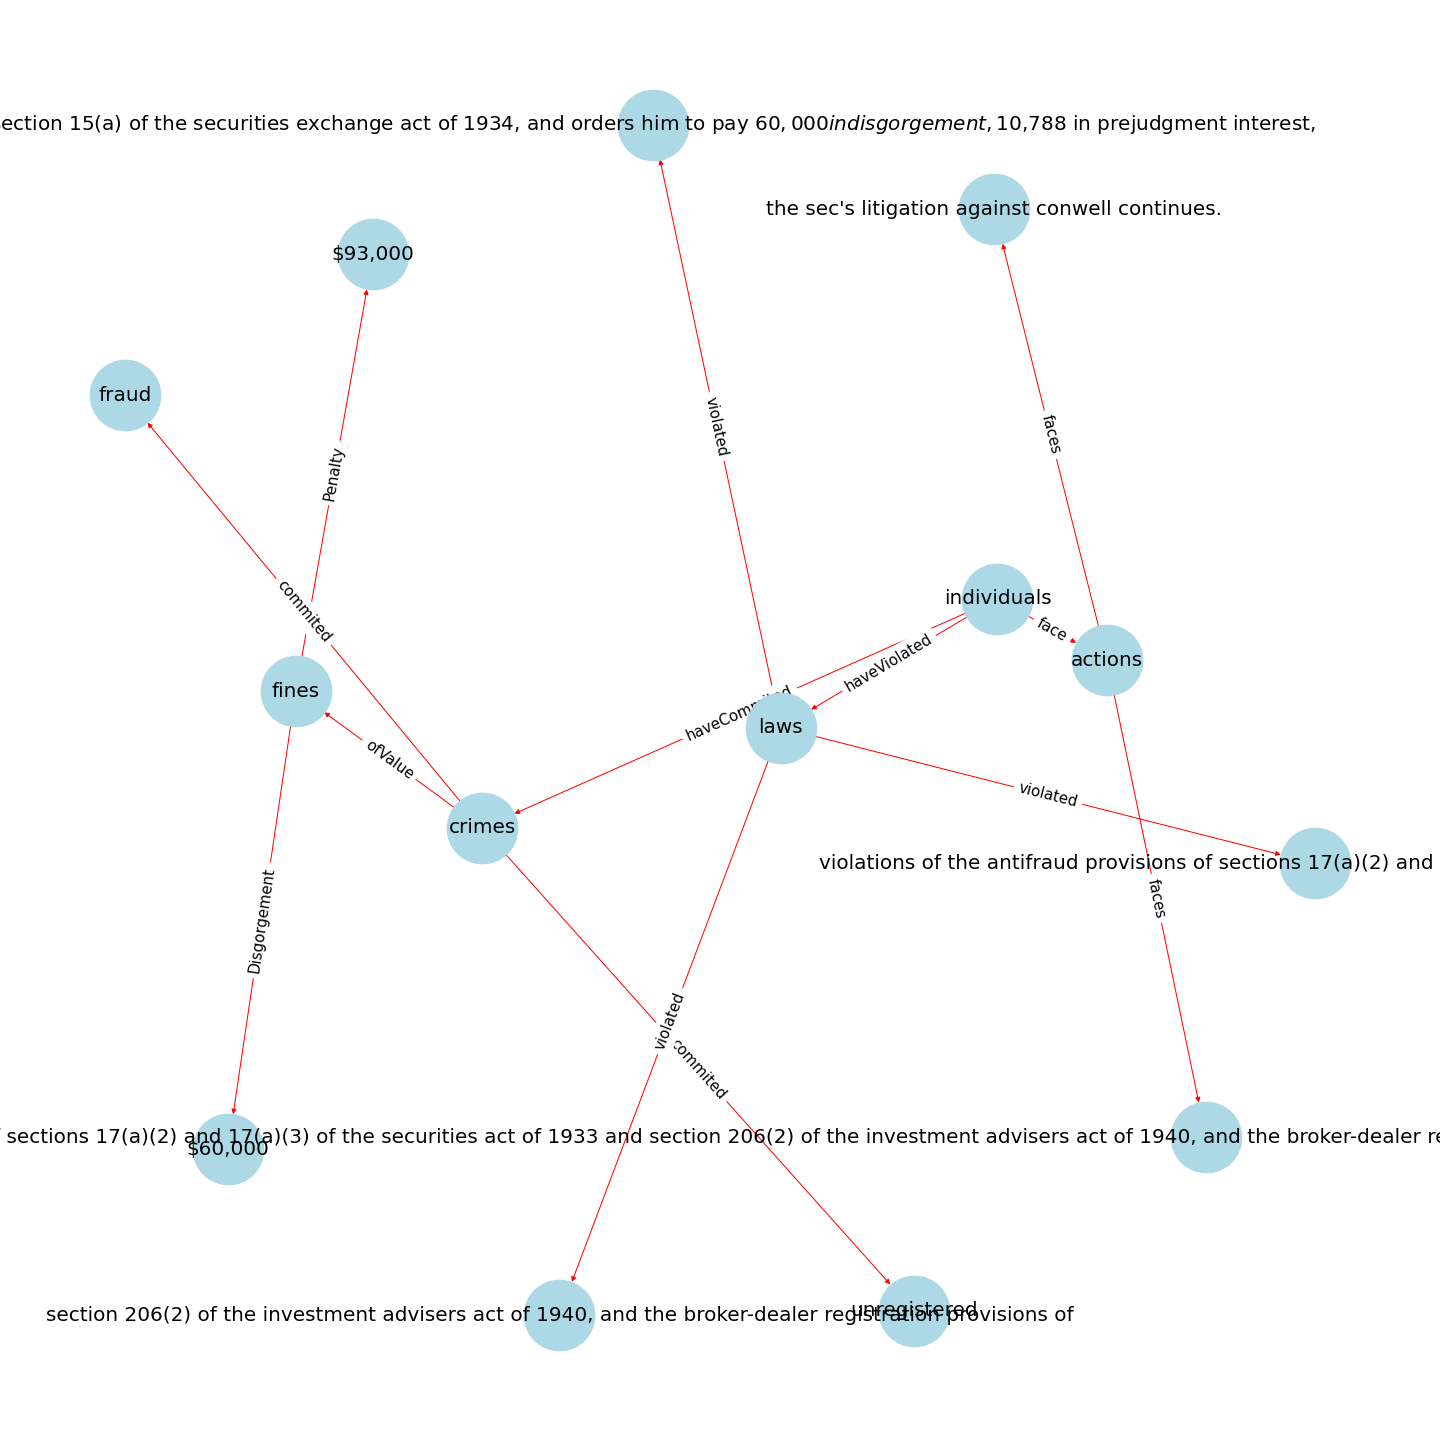 section 15(a) of the securities exchange act of 1934, and orders him to pay 60,000indisgorgement,10,788 in prejudgment interest,
the sec's litigation against conwell continues.
$93,000
fraud
violated
faces
Penalty
commited
individuals
face
haveViolated
actions
fines
haveCommited
laws
ofValue
violated
crimes
violations of the antifraud provisions of sections 17(a)(2) and
faces
Disgorgement
violated
commited
sections 17(a)(2) and 17(a)(3) of the securities act of 1933 and section 206(2) of the investment advisers act of 1940, and the broker-dealer
$60,000
unregistered
section 206(2) of the investment advisers act of 1940, and the broker-dealer registration provisions of